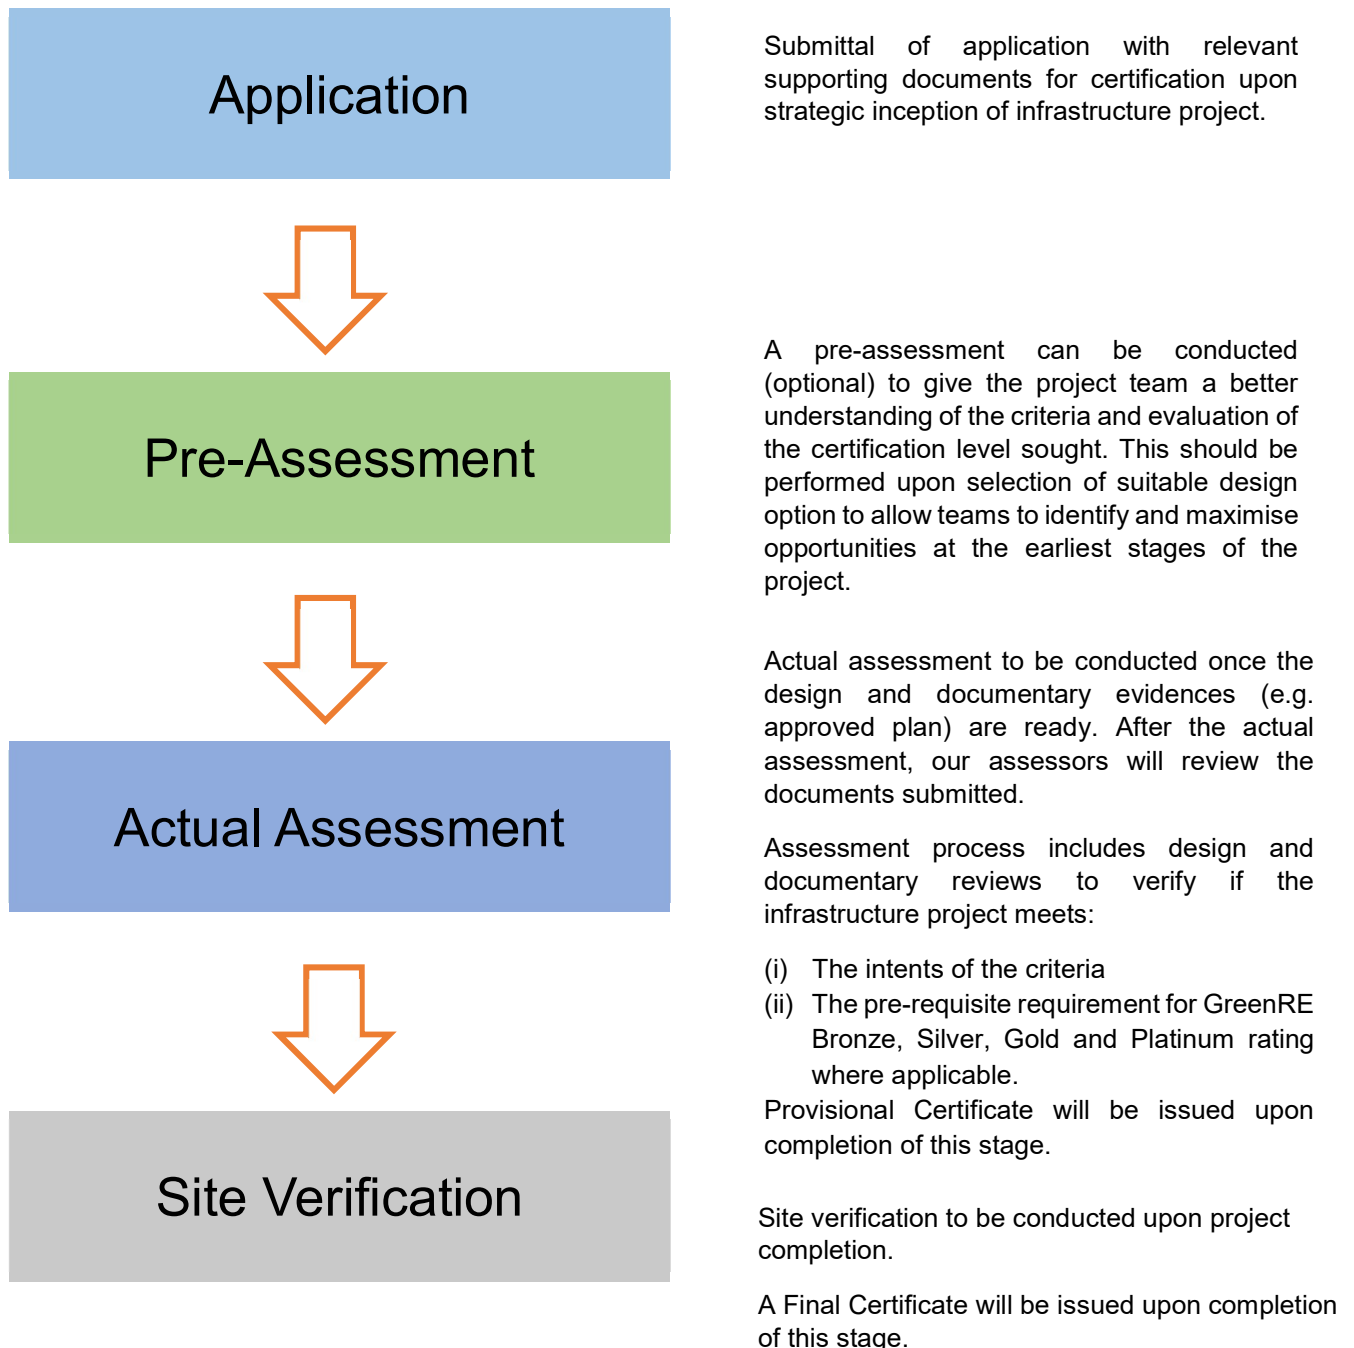 Application
Submittal of application with relevant
supporting documents for certification upon
strategic inception of infrastructure project.
Pre-Assessment
A pre-assessment can be conducted
(optional) to give the project team a better
understanding of the criteria and evaluation of
the certification level sought. This should be
performed upon selection of suitable design
option to allow teams to identify and maximise
opportunities at the earliest stages of the
project.
Actual Assessment
Actual assessment to be conducted once the
design and documentary evidences (e.g.
approved plan) are ready. After the actual
assessment, our assessors will review the
documents submitted.
Assessment process includes design and
documentary reviews to verify if the
infrastructure project meets:
(i) The intents of the criteria
(ii) The pre-requisite requirement for GreenRE
Bronze, Silver, Gold and Platinum rating
where applicable.
Provisional Certificate will be issued upon
completion of this stage.
Site Verification
Site verification to be conducted upon project
completion.
A Final Certificate will be issued upon completion
of this stage.